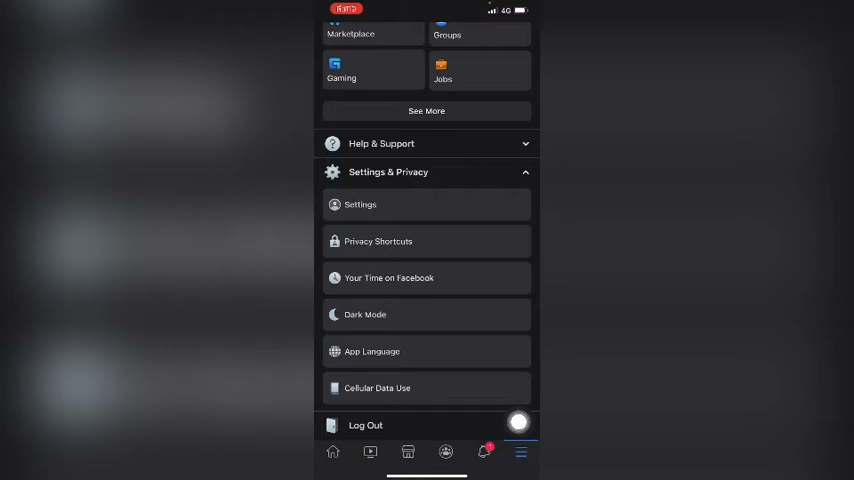 4G
Marketplace
Groups
Gaming
Jobs
See More
Help & Support
Settings & Privacy
Settings
Privacy Shortcuts
Your Time on Facebook
Dark Mode
App Language
Cellular Data Use
Log Out